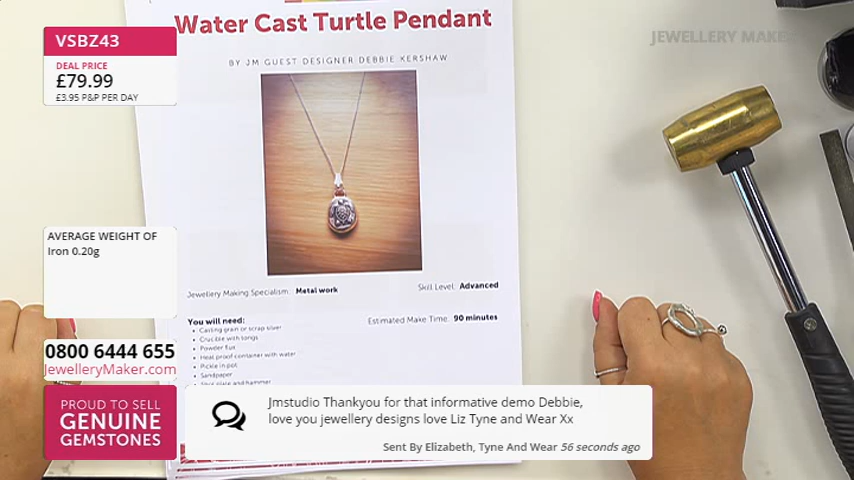 Water Cast Turtle Pendant
BY JM GUEST DESIGNER DEBBIE KERSHAW
JEWELLERY MAKER
VSBZ43
DEAL PRICE
£79.99
£3.95 P&P PER DAY
AVERAGE WEIGHT OF
Iron 0.20g
Jewellery Making Specialism: Metal work
Skill Level: Advanced
You will need:
Estimated Make Time: 90 minutes
• Casting grain or scrap silver
• Crucible with tongs
• Powder flux
• Heat proof container with water
• Pickle in pot
• Sandpaper
0800 6444 655
JewelleryMaker.com
PROUD TO SELL
GENUINE
GEMSTONES
Jmstudio Thankyou for that informative demo Debbie,
love you jewellery designs love Liz Tyne and Wear Xx
Sent By Elizabeth, Tyne And Wear 56 seconds ago